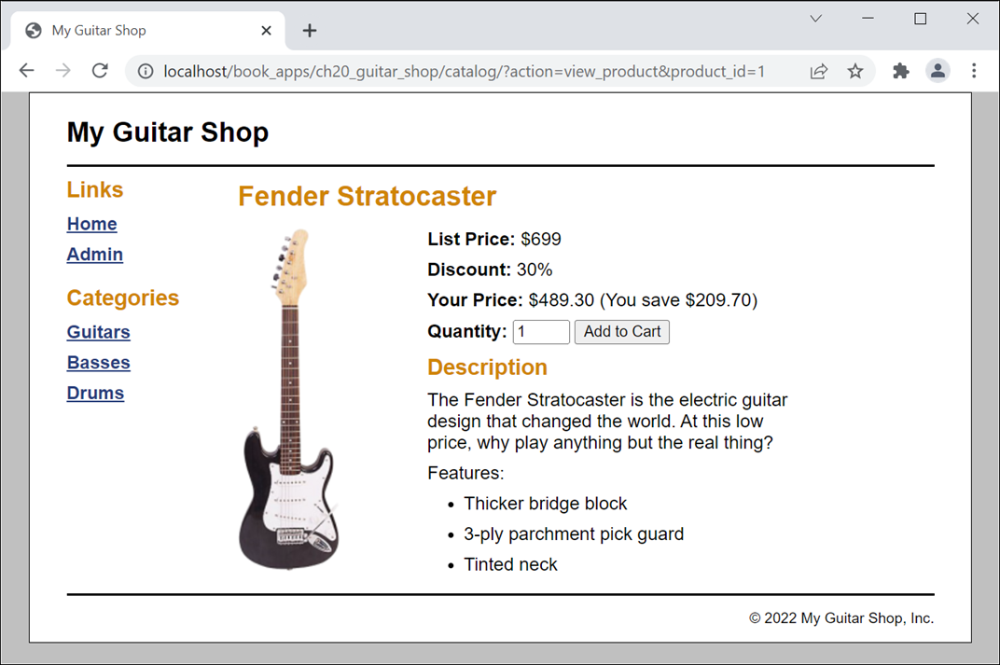 My Guitar Shop
localhost/book_apps/ch20_guitar_shop/catalog/?action=view_product&product_id=1
My Guitar Shop
Links
Home
Admin
Categories
Guitars
Basses
Drums
Fender Stratocaster
List Price: $699
Discount: 30%
Your Price: $489.30 (You save $209.70)
Quantity: 1 Add to Cart
Description
The Fender Stratocaster is the electric guitar
design that changed the world. At this low
price, why play anything but the real thing?
Features:
• Thicker bridge block
• 3-ply parchment pick guard
• Tinted neck
© 2022 My Guitar Shop, Inc.